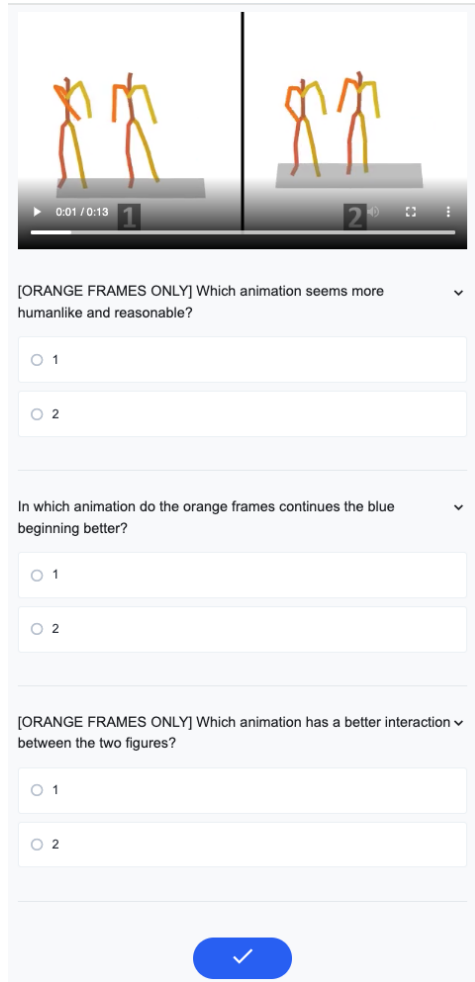 0:01 / 0:13
1
2
[ORANGE FRAMES ONLY] Which animation seems more
humanlike and reasonable?
1
2
In which animation do the orange frames continues the blue
beginning better?
1
2
[ORANGE FRAMES ONLY] Which animation has a better interaction
between the two figures?
1
2